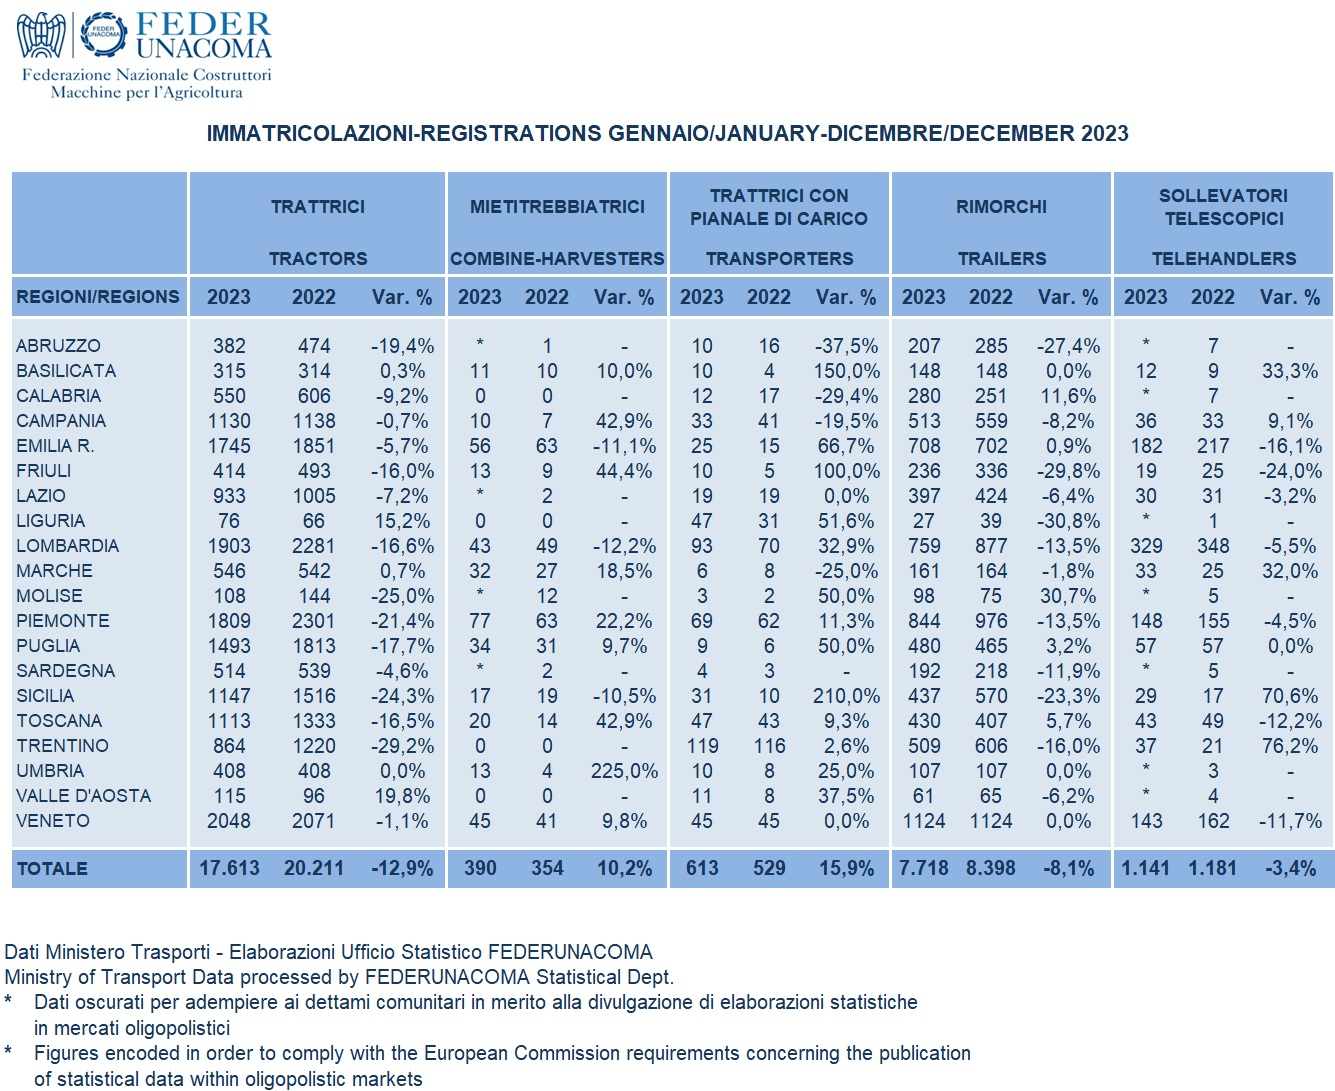 FEDER
UNACOMA
FEDER
UNACOMA
Federazione Nazionale Costruttori
Macchine per l'Agricoltura
IMMATRICOLAZIONI-REGISTRATIONS GENNAIO/JANUARY-DICEMBRE/DECEMBER 2023
TRATTRICI MIETITREBBIATRICI TRATTRICI CON PIANALE DI CARICO RIMORCHI SOLLEVATORI TELESCOPICI
TRACTORS COMBINE-HARVESTERS TRANSPORTERS TRAILERS TELEHANDLERS
REGIONI/REGIONS 2023 2022 Var. % 2023 2022 Var. % 2023 2022 Var. % 2023 2022 Var. % 2023 2022 Var. %
ABRUZZO 382 474 -19,4% * 1 - 10 16 -37,5% 207 285 -27,4% * 7 -
BASILICATA 315 314 0,3% 11 10 10,0% 10 4 150,0% 148 148 0,0% 12 9 33,3%
CALABRIA 550 606 -9,2% 0 0 - 12 17 -29,4% 280 251 11,6% * 7 -
CAMPANIA 1130 1138 -0,7% 10 7 42,9% 33 41 -19,5% 513 559 -8,2% 36 33 9,1%
EMILIA R. 1745 1851 -5,7% 56 63 -11,1% 25 15 66,7% 708 702 0,9% 182 217 -16,1%
FRIULI 414 493 -16,0% 13 9 44,4% 10 5 100,0% 236 336 -29,8% 19 25 -24,0%
LAZIO 933 1005 -7,2% * 2 - 19 19 0,0% 397 424 -6,4% 30 31 -3,2%
LIGURIA 76 66 15,2% 0 0 - 47 31 51,6% 27 39 -30,8% * 1 -
LOMBARDIA 1903 2281 -16,6% 43 49 -12,2% 93 70 32,9% 759 877 -13,5% 329 348 -5,5%
MARCHE 546 542 0,7% 32 27 18,5% 6 8 -25,0% 161 164 -1,8% 33 25 32,0%
MOLISE 108 144 -25,0% * 12 - 3 2 50,0% 98 75 30,7% * 5 -
PIEMONTE 1809 2301 -21,4% 77 63 22,2% 69 62 11,3% 844 976 -13,5% 148 155 -4,5%
PUGLIA 1493 1813 -17,7% 34 31 9,7% 9 6 50,0% 480 465 3,2% 57 57 0,0%
SARDEGNA 514 539 -4,6% * 2 - 4 3 - 192 218 -11,9% * 5 -
SICILIA 1147 1516 -24,3% 17 19 -10,5% 31 10 210,0% 437 570 -23,3% 29 17 70,6%
TOSCANA 1113 1333 -16,5% 20 14 42,9% 47 43 9,3% 430 407 5,7% 43 49 -12,2%
TRENTINO 864 1220 -29,2% 0 0 - 119 116 2,6% 509 606 -16,0% 37 21 76,2%
UMBRIA 408 408 0,0% 13 4 225,0% 10 8 25,0% 107 107 0,0% * 3 -
VALLE D'AOSTA 115 96 19,8% 0 0 - 11 8 37,5% 61 65 -6,2% * 4 -
VENETO 2048 2071 -1,1% 45 41 9,8% 45 45 0,0% 1124 1124 0,0% 143 162 -11,7%
TOTALE 17.613 20.211 -12,9% 390 354 10,2% 613 529 15,9% 7.718 8.398 -8,1% 1.141 1.181 -3,4%
Dati Ministero Trasporti - Elaborazioni Ufficio Statistico FEDERUNACOMA
Ministry of Transport Data processed by FEDERUNACOMA Statistical Dept.
* Dati oscurati per adempiere ai dettami comunitari in merito alla divulgazione di elaborazioni statistiche
in mercati oligopolistici
* Figures encoded in order to comply with the European Commission requirements concerning the publication
of statistical data within oligopolistic markets